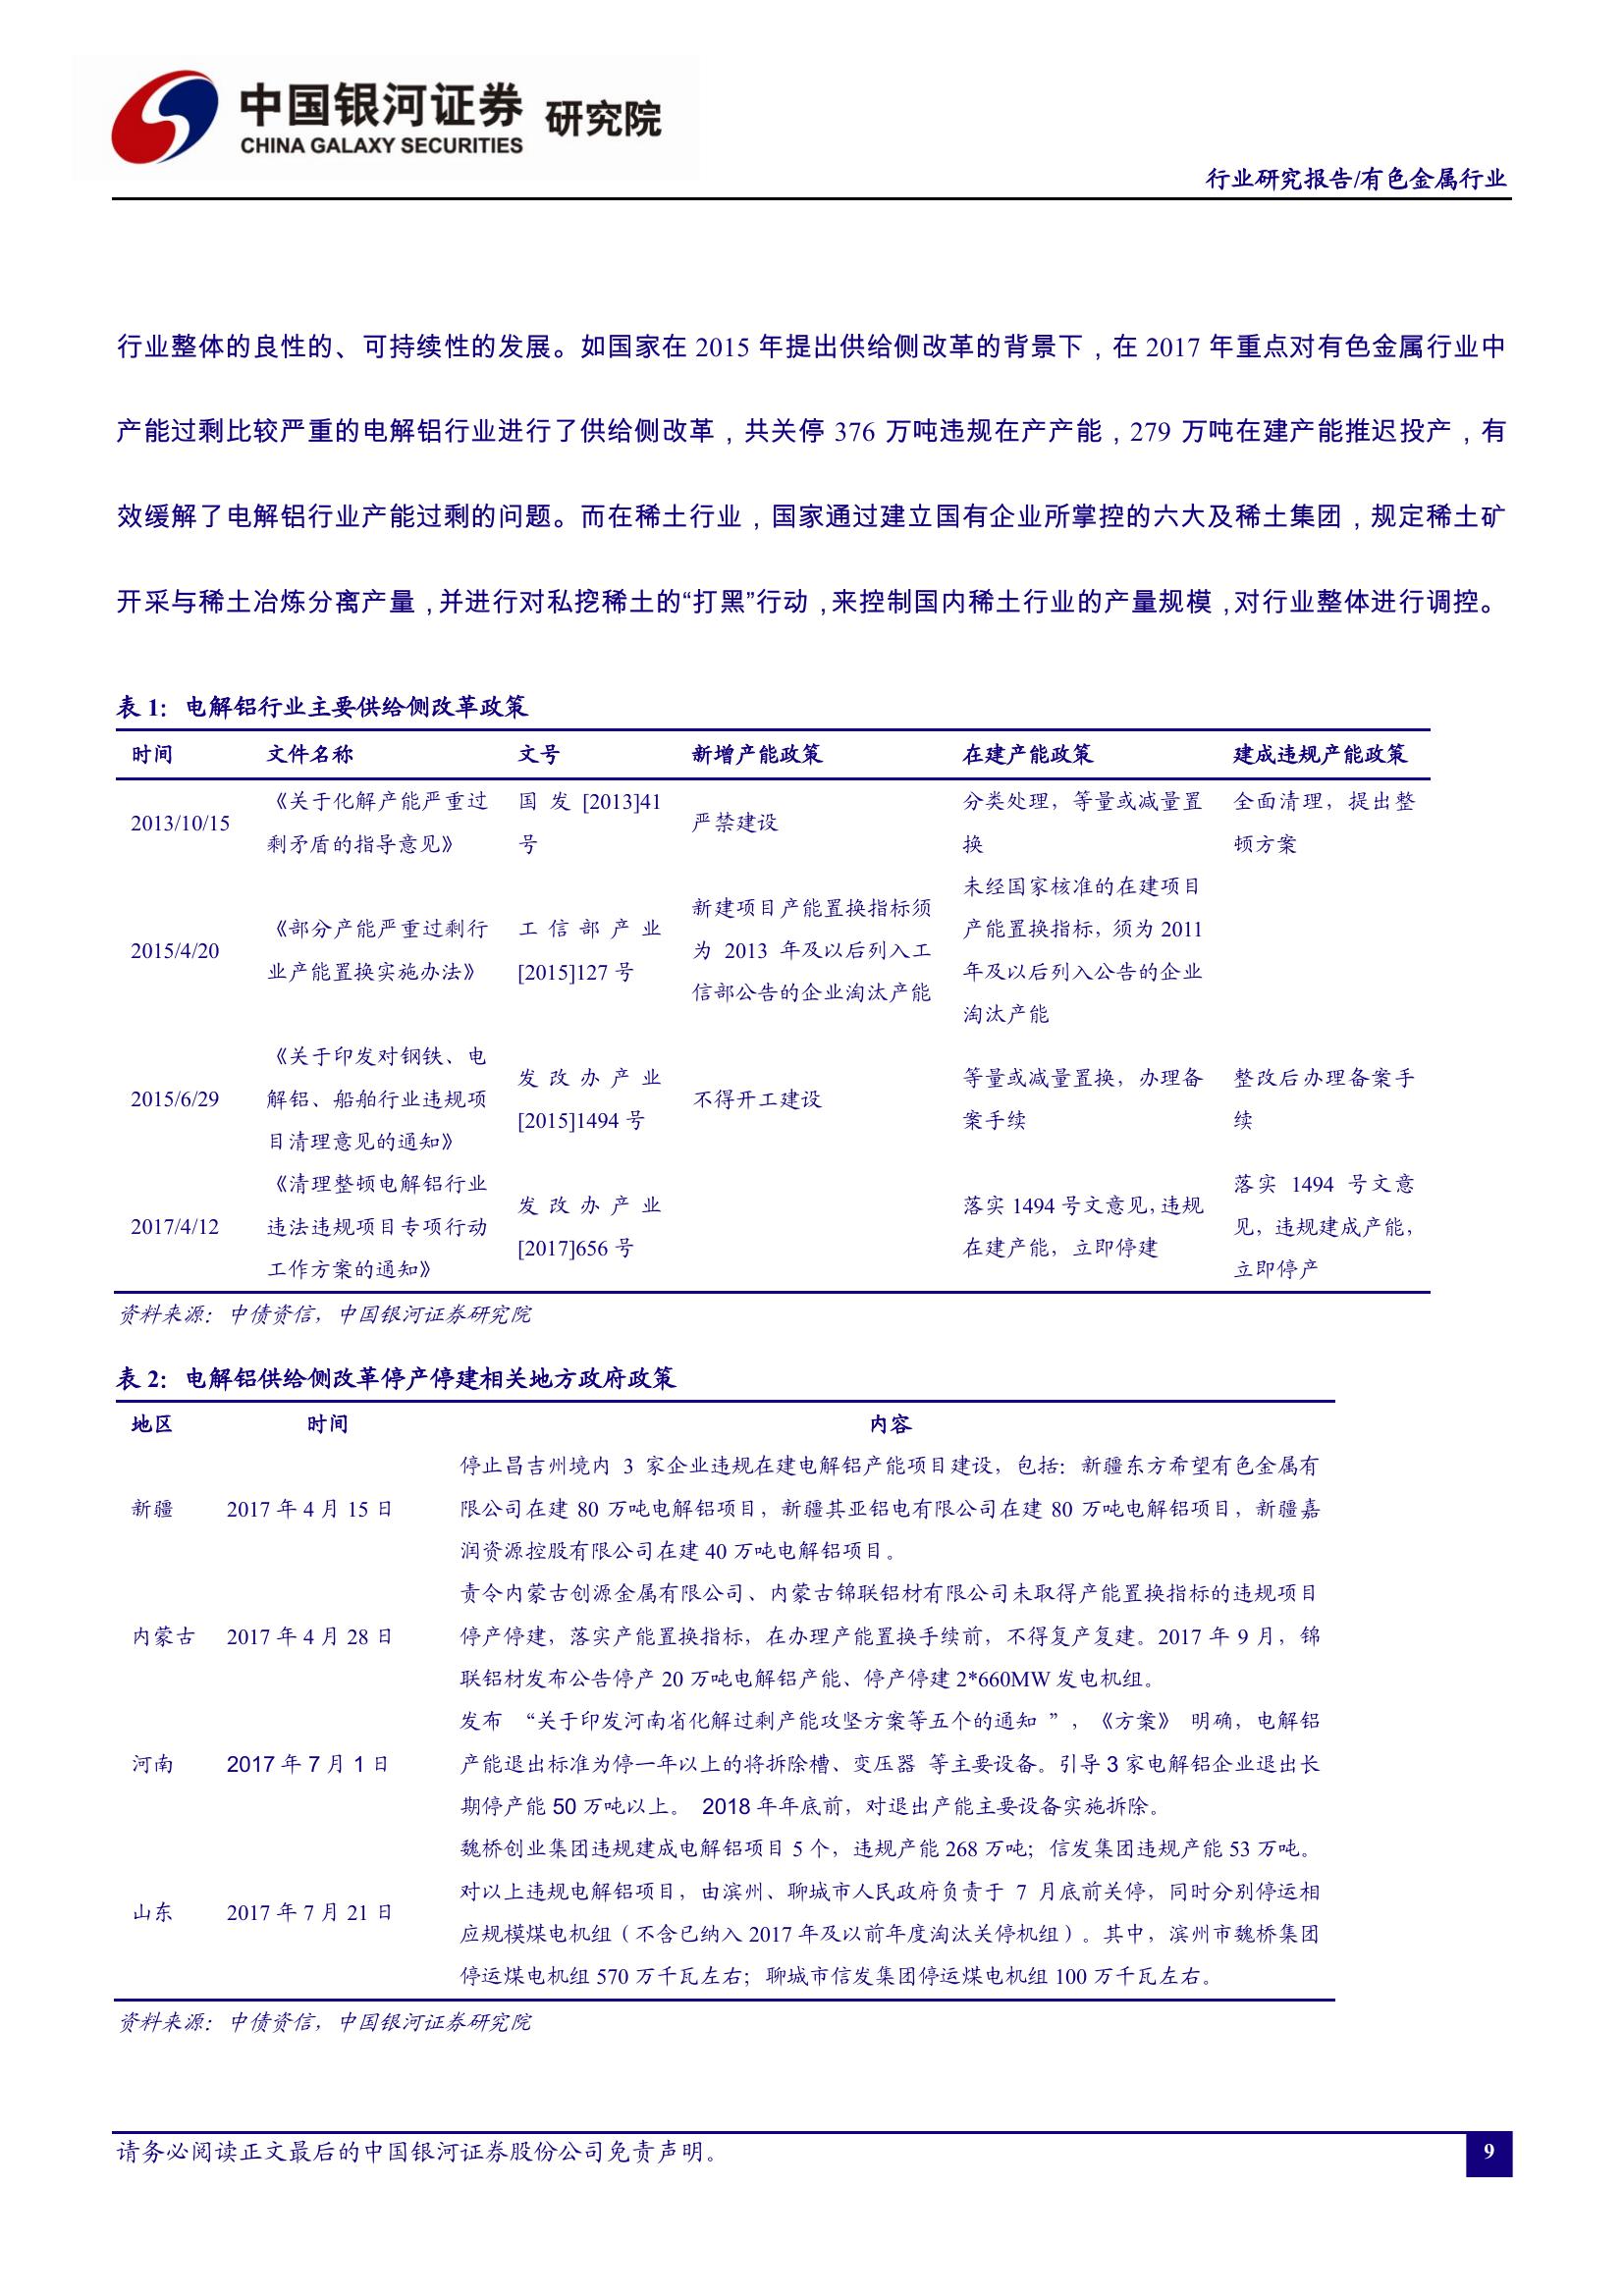 中国银河证券 研究院
CHINA GALAXY SECURITIES
行业研究报告/有色金属行业
行业整体的良性的、可持续性的发展。如国家在 2015 年提出供给侧改革的背景下，在 2017 年重点对有色金属行业中
产能过剩比较严重的电解铝行业进行了供给侧改革，共关停 376 万吨违规在产产能，279 万吨在建产能推迟投产，有
效缓解了电解铝行业产能过剩的问题。而在稀土行业，国家通过建立国有企业所掌控的六大及稀土集团，规定稀土矿
开采与稀土冶炼分离产量，并进行对私挖稀土的“打黑”行动，来控制国内稀土行业的产量规模，对行业整体进行调控。
表 1：电解铝行业主要供给侧改革政策
时间 文件名称 文号 新增产能政策 在建产能政策 建成违规产能政策
2013/10/15
《关于化解产能严重过
剩矛盾的指导意见》
国发 [2013]41
号
严禁建设
分类处理，等量或减量置
换
全面清理，提出整
顿方案
2015/4/20
《部分产能严重过剩行
业产能置换实施办法》
工信部产业
[2015]127 号
新建项目产能置换指标须
为 2013 年及以后列入工
信部公告的企业淘汰产能
未经国家核准的在建项目
产能置换指标，须为 2011
年及以后列入公告的企业
淘汰产能
2015/6/29
《关于印发对钢铁、电
解铝、船舶行业违规项
目清理意见的通知》
发改办产业
[2015]1494 号
不得开工建设
等量或减量置换，办理备
案手续
整改后办理备案手
续
2017/4/12
《清理整顿电解铝行业
违法违规项目专项行动
工作方案的通知》
发改办产业
[2017]656 号
落实 1494 号文意见，违规
在建产能，立即停建
落实 1494 号文意
见，违规建成产能，
立即停产
资料来源：中债资信，中国银河证券研究院
表 2：电解铝供给侧改革停产停建相关地方政府政策
地区 时间 内容
新疆 2017 年 4 月 15 日
停止昌吉州境内 3 家企业违规在建电解铝产能项目建设，包括：新疆东方希望有色金属有
限公司在建 80 万吨电解铝项目，新疆其亚铝电有限公司在建 80 万吨电解铝项目，新疆嘉
润资源控股有限公司在建 40 万吨电解铝项目。
内蒙古 2017 年 4 月 28 日
责令内蒙古创源金属有限公司、内蒙古锦联铝材有限公司未取得产能置换指标的违规项目
停产停建，落实产能置换指标，在办理产能置换手续前，不得复产复建。2017 年 9 月，锦
联铝材发布公告停产 20 万吨电解铝产能、停产停建 2*660MW 发电机组。
河南 2017 年 7 月 1 日
发布 “关于印发河南省化解过剩产能攻坚方案等五个的通知 ”，《方案》 明确，电解铝
产能退出标准为停一年以上的将拆除槽、变压器 等主要设备。引导 3 家电解铝企业退出长
期停产能 50 万吨以上。 2018 年年底前，对退出产能主要设备实施拆除。
山东 2017 年 7 月 21 日
魏桥创业集团违规建成电解铝项目 5 个，违规产能 268 万吨；信发集团违规产能 53 万吨。
对以上违规电解铝项目，由滨州、聊城市人民政府负责于 7 月底前关停，同时分别停运相
应规模煤电机组（不含已纳入 2017 年及以前年度淘汰关停机组）。其中，滨州市魏桥集团
停运煤电机组 570 万千瓦左右；聊城市信发集团停运煤电机组 100 万千瓦左右。
资料来源：中债资信，中国银河证券研究院
请务必阅读正文最后的中国银河证券股份公司免责声明。
9